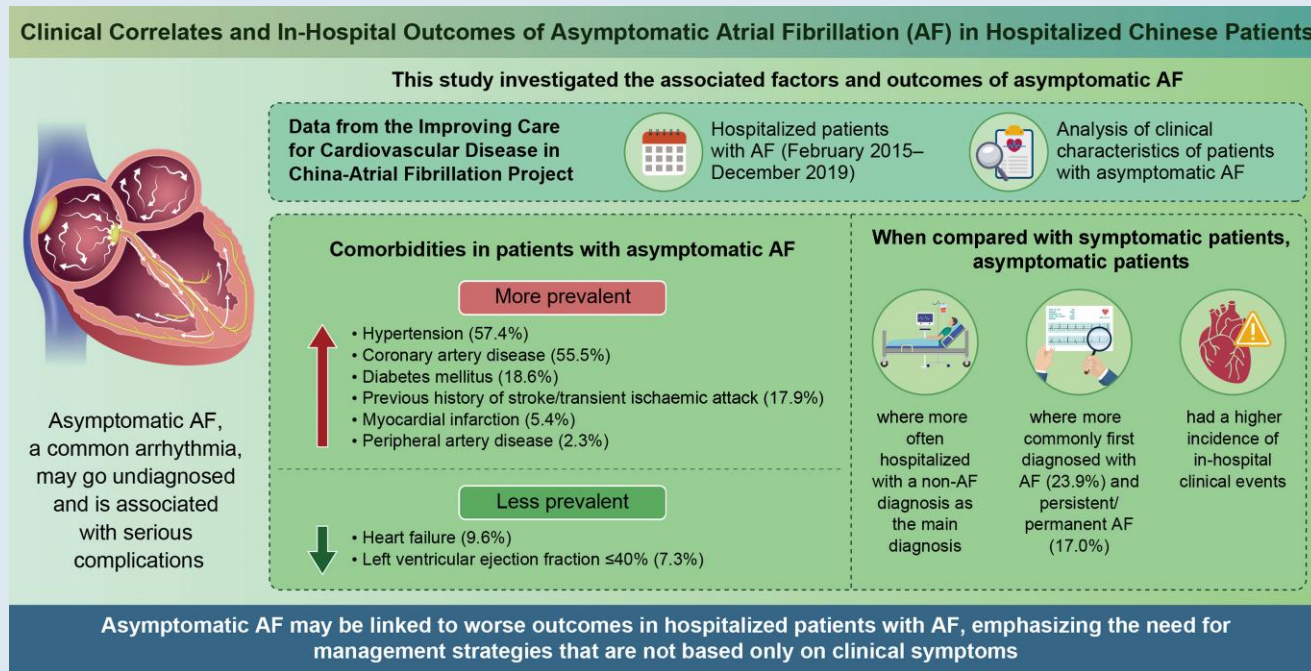 Clinical Correlates and In-Hospital Outcomes of Asymptomatic Atrial Fibrillation (AF) in Hospitalized Chinese Patients
This study investigated the associated factors and outcomes of asymptomatic AF
Data from the Improving Care
for Cardiovascular Disease in
China-Atrial Fibrillation Project
Hospitalized patients
with AF (February 2015–
December 2019)
Analysis of clinical
characteristics of patients
with asymptomatic AF
Asymptomatic AF,
a common arrhythmia,
may go undiagnosed
and is associated
with serious
complications
Comorbidities in patients with asymptomatic AF
More prevalent
• Hypertension (57.4%)
• Coronary artery disease (55.5%)
• Diabetes mellitus (18.6%)
• Previous history of stroke/transient ischaemic attack (17.9%)
• Myocardial infarction (5.4%)
• Peripheral artery disease (2.3%)
Less prevalent
• Heart failure (9.6%)
• Left ventricular ejection fraction ≤40% (7.3%)
When compared with symptomatic patients,
asymptomatic patients
where more
often
hospitalized
with a non-AF
diagnosis as
the main
diagnosis
where more
commonly first
diagnosed with
AF (23.9%) and
persistent/
permanent AF
(17.0%)
had a higher
incidence of
in-hospital
clinical events
Asymptomatic AF may be linked to worse outcomes in hospitalized patients with AF, emphasizing the need for
management strategies that are not based only on clinical symptoms